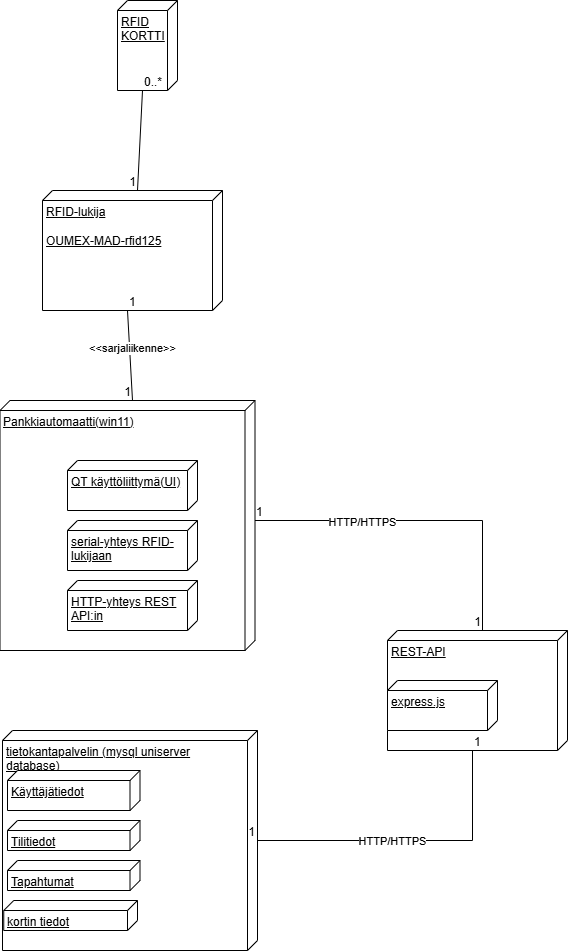 RFID
KORTTI
0..*
1
RFID-lukija
OUMEX-MAD-rfid125
1
<<sarjaliikenne>>
1
Pankkiautomaatti(win11)
QT käyttöliittymä(UI)
1
HTTP/HTTPS
serial-yhteys RFID-
lukijaan
HTTP-yhteys REST
API:in
1
REST-API
express.js
1
tietokantapalvelin (mysql uniserver
database)
Käyttäjätiedot
Tilitiedot
1
HTTP/HTTPS
Tapahtumat
kortin tiedot